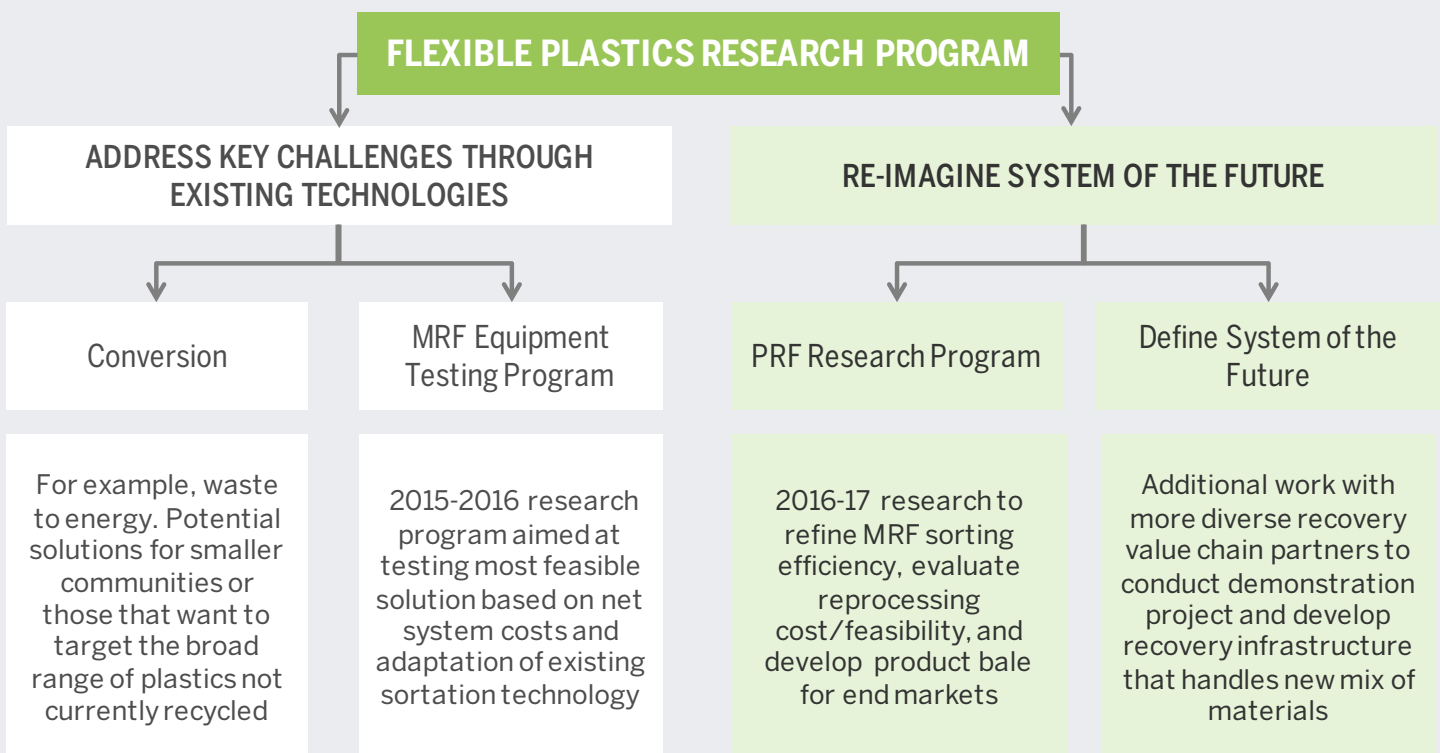 FLEXIBLE PLASTICS RESEARCH PROGRAM
ADDRESS KEY CHALLENGES THROUGH
EXISTING TECHNOLOGIES
RE-IMAGINE SYSTEM OF THE FUTURE
Conversion
MRF Equipment
Testing Program
PRF Research Program
Define System of the
Future
For example, waste
to energy. Potential
solutions for smaller
communities or
those that want to
target the broad
range of plastics not
currently recycled
2015-2016 research
program aimed at
testing most feasible
solution based on net
system costs and
adaptation of existing
sortation technology
2016-17 research to
refine MRF sorting
efficiency, evaluate
reprocessing
cost/feasibility, and
develop product bale
for end markets
Additional work with
more diverse recovery
value chain partners to
conduct demonstration
project and develop
recovery infrastructure
that handles new mix of
materials